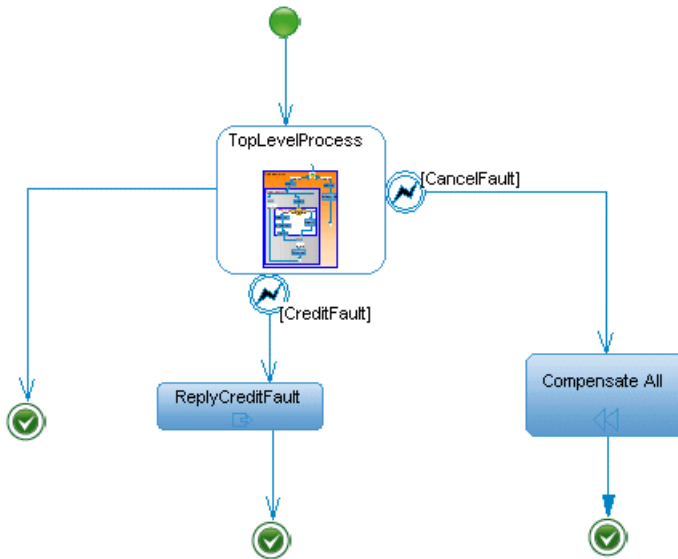 TopLevelProcess
[CancelFault]
[CreditFault]
Compensate All
ReplyCreditFault